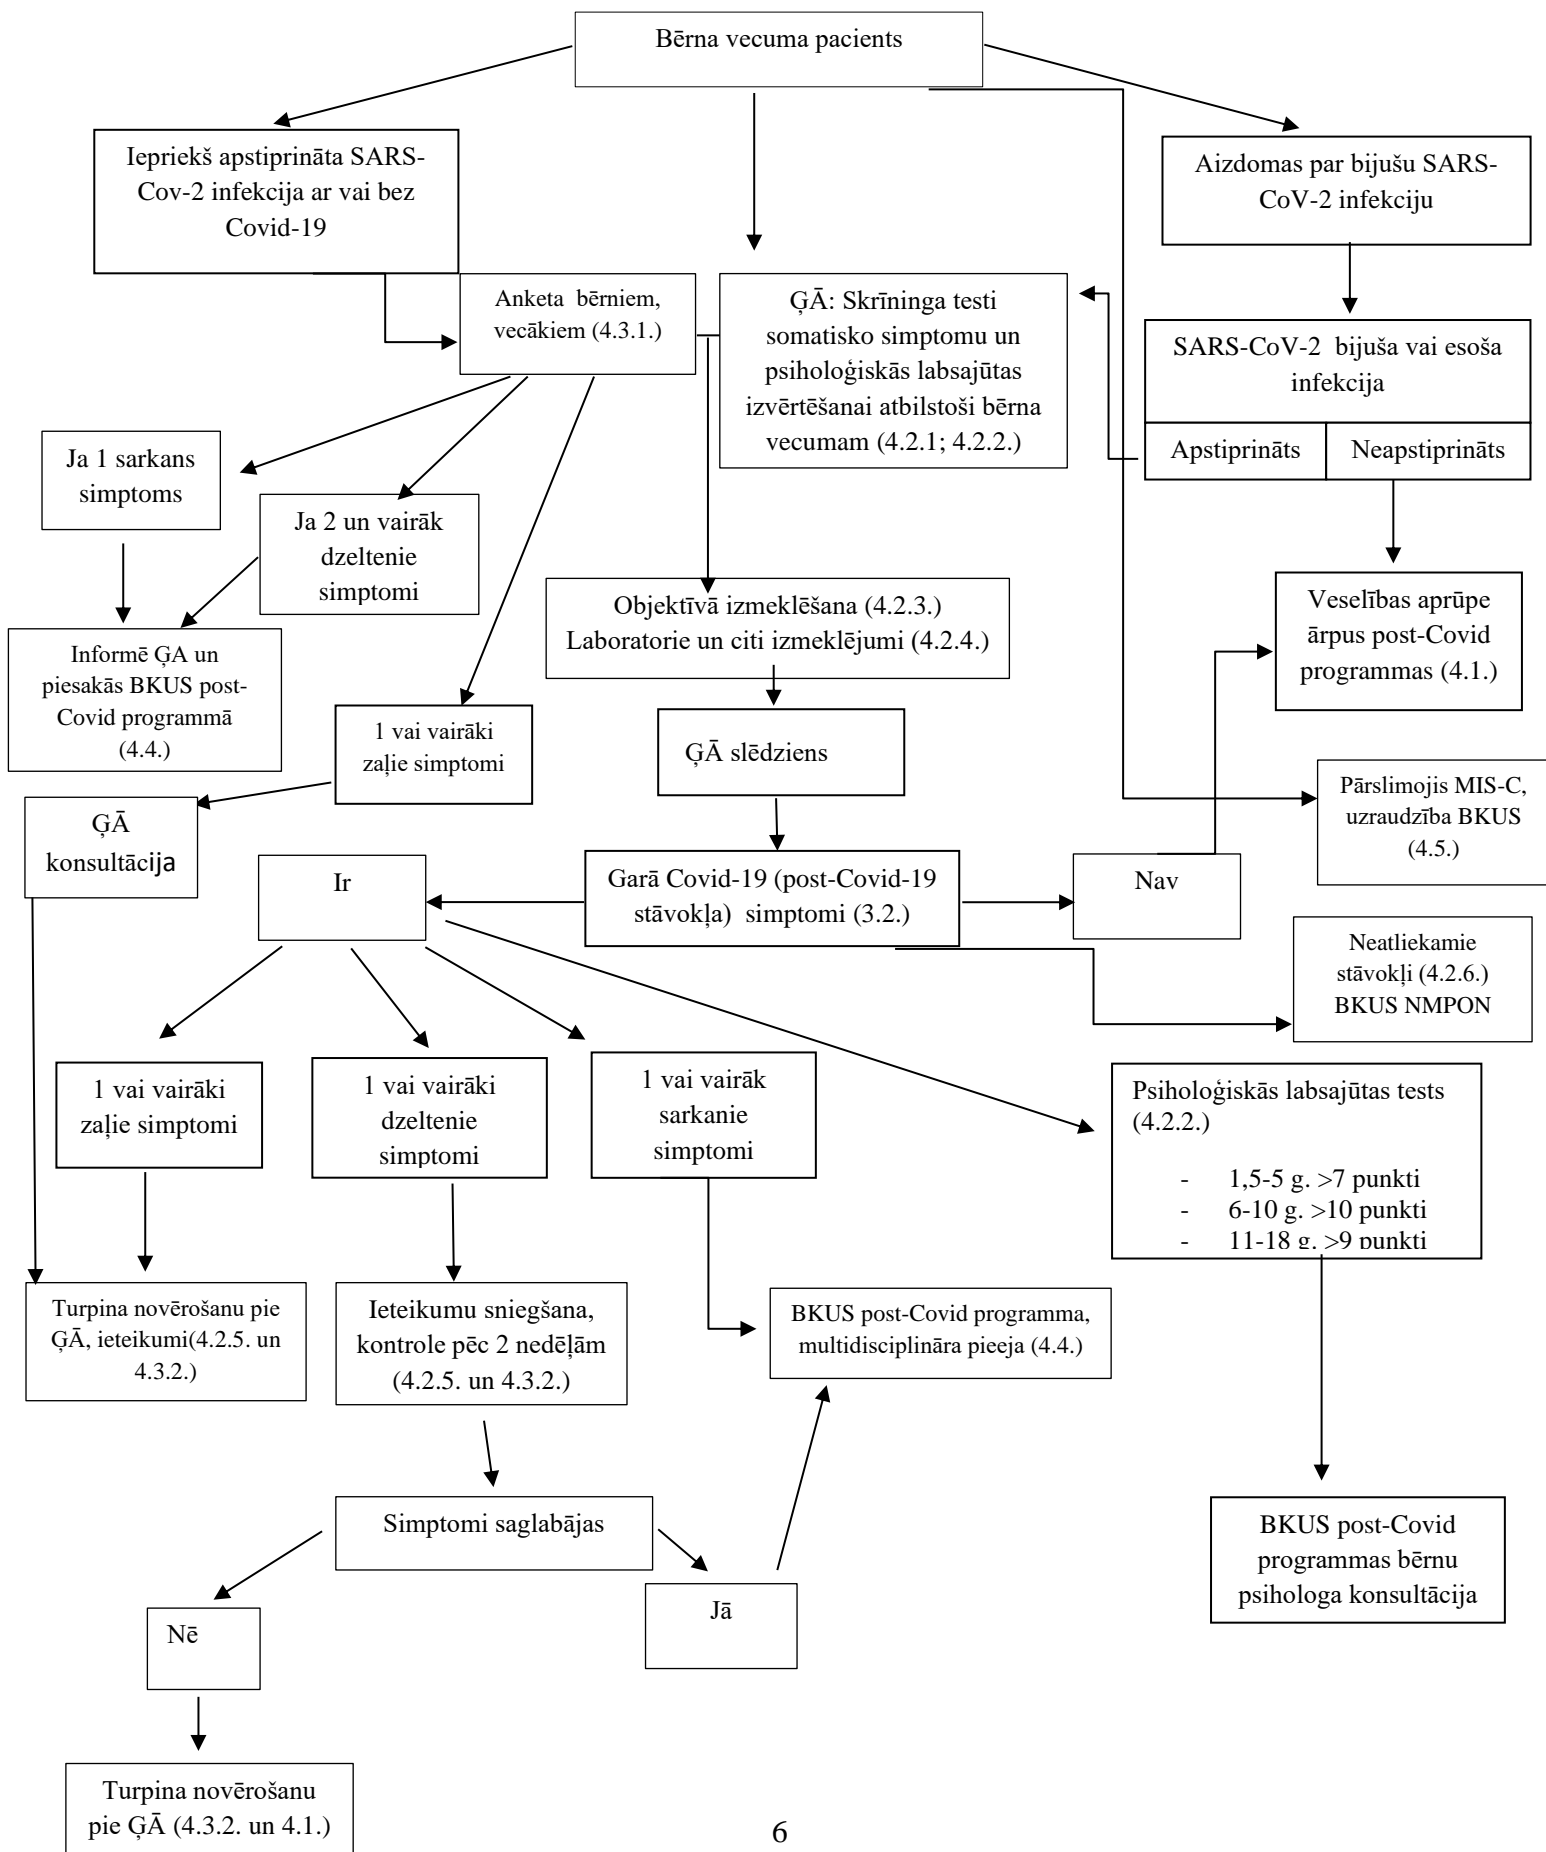 Bērna vecuma pacients
Iepriekš apstiprināta SARS-
Cov-2 infekcija ar vai bez
Covid-19
Aizdomas par bijušu SARS-
CoV-2 infekciju
Anketa bērniem,
vecākiem (4.3.1.)
ĢĀ: Skrīninga testi
somatisko simptomu un
psiholoģiskās labsajūtas
izvērtēšanai atbilstoši bērna
vecumam (4.2.1; 4.2.2.)
SARS-CoV-2 bijuša vai esoša
infekcija
Apstiprināts
Neapstiprināts
Ja 1 sarkans
simptoms
Ja 2 un vairāk
dzeltenie
simptomi
Objektīvā izmeklēšana (4.2.3.)
Laboratorie un citi izmeklējumi (4.2.4.)
Veselības aprūpe
ārpus post-Covid
programmas (4.1.)
Informē ĢA un
piesakās BKUS post-
Covid programmā
(4.4.)
1 vai vairāki
zaļie simptomi
ĢĀ slēdziens
Pārslimojis MIS-C,
uzraudzība BKUS
(4.5.)
ĢĀ
konsultācija
Ir
Garā Covid-19 (post-Covid-19
stāvokļa) simptomi (3.2.)
Nav
Neatliekamie
stāvokļi (4.2.6.)
BKUS NMPON
1 vai vairāki
zaļie simptomi
1 vai vairāki
dzeltenie
simptomi
1 vai vairāk
sarkanie
simptomi
Psiholoģiskās labsajūtas tests
(4.2.2.)
- 1,5-5 g. >7 punkti
- 6-10 g. >10 punkti
- 11-18 g. >9 punkti
Turpina novērošanu pie
ĢĀ, ieteikumi(4.2.5. un
4.3.2.)
Ieteikumu sniegšana,
kontrole pēc 2 nedēļām
(4.2.5. un 4.3.2.)
BKUS post-Covid programma,
multidisciplināra pieeja (4.4.)
Simptomi saglabājas
BKUS post-Covid
programmas bērnu
psihologa konsultācija
Nē
Jā
Turpina novērošanu
pie ĢĀ (4.3.2. un 4.1.)
6